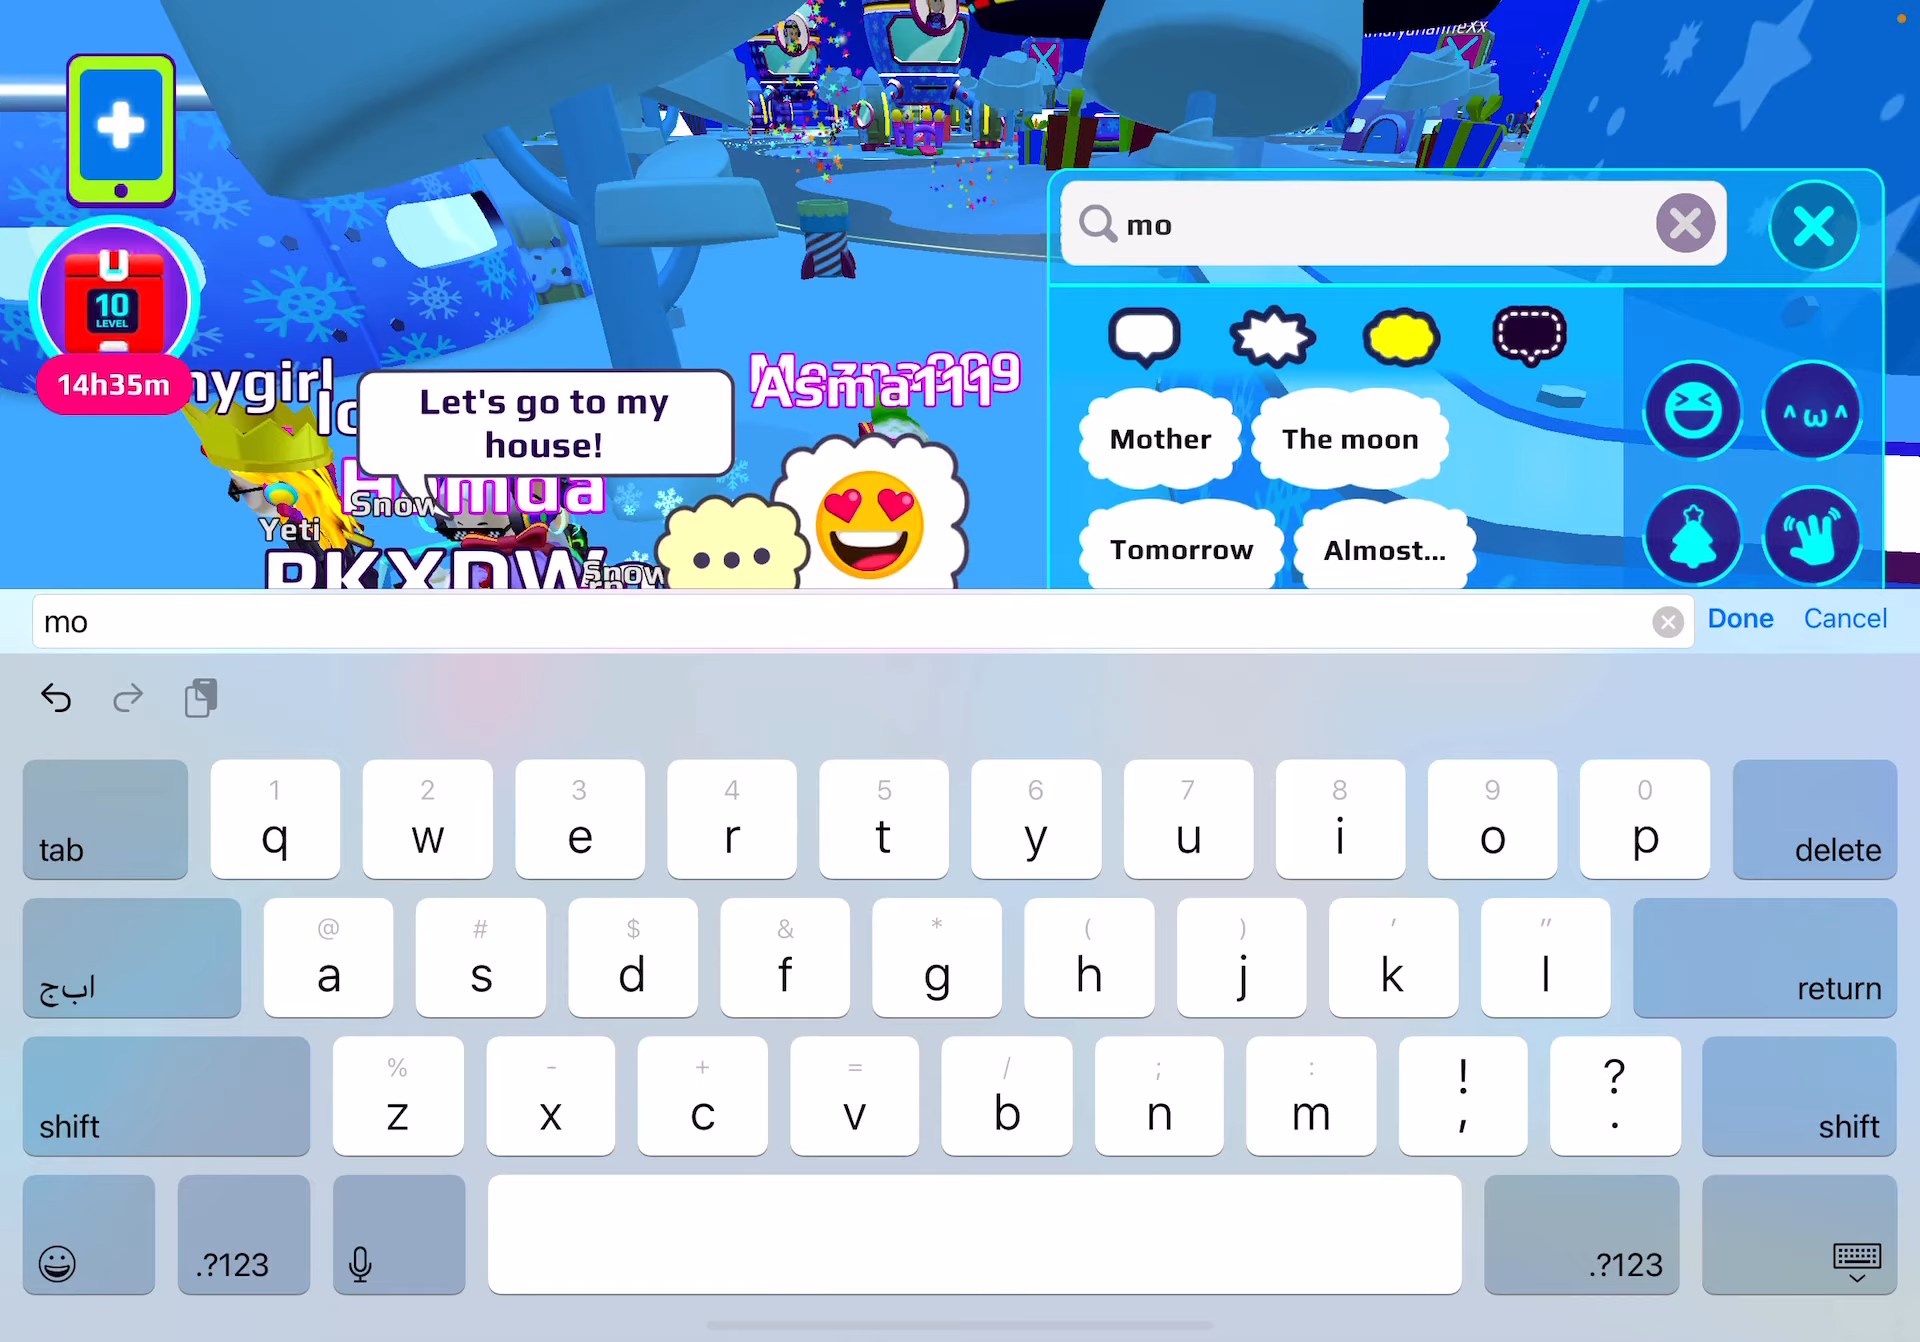 mo
10
LEVEL
14h35m
Let's go to my
house!
Asma111
Snow
Yeti
PKXDW
Snow
Mother
The moon
Tomorrow
Almost...
^ω^
mo
Done
Cancel
tab
1 2 3 4 5 6 7 8 9 0
q w e r t y u i o p
delete
ابج
@ # $ & * ( ) ' "
a s d f g h j k l
return
shift
% - + = / ; : ! ?
z x c v b n m , .
shift
.?123
.?123